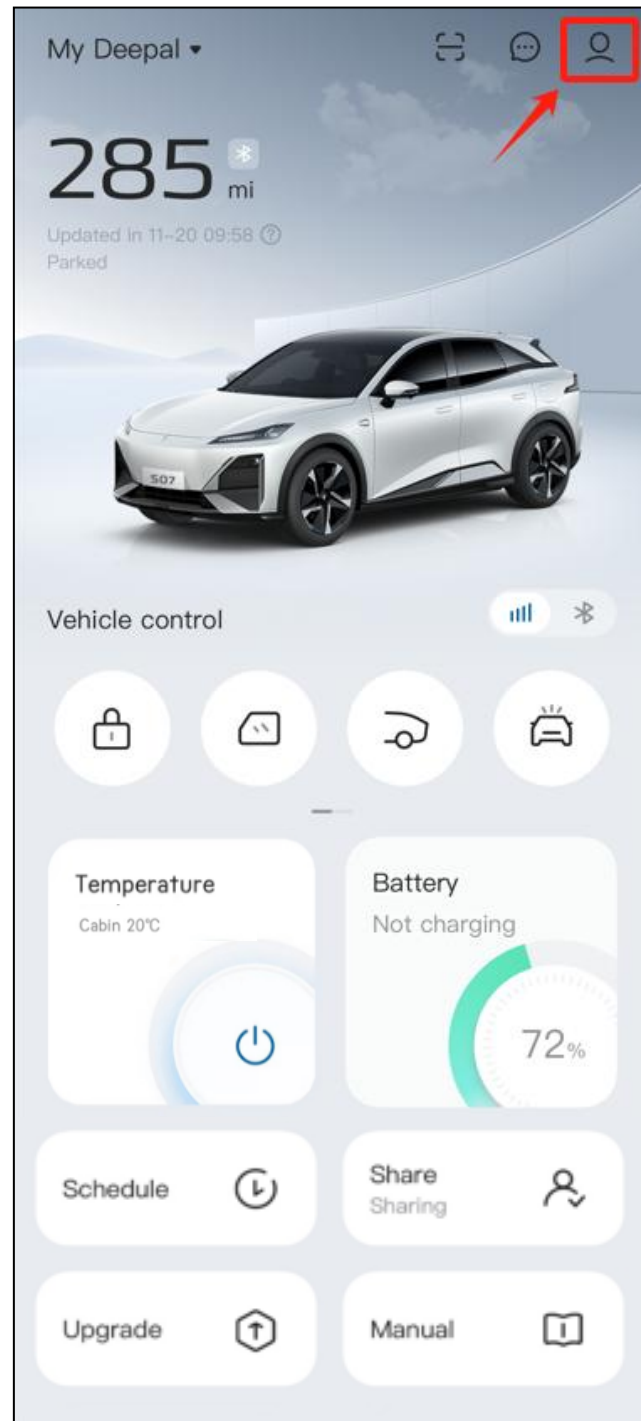 My Deepal
285 mi
Updated in 11-20 09:58
Parked
S07
Vehicle control
Temperature
Cabin 20℃
Battery
Not charging
72%
Schedule
Share
Sharing
Upgrade
Manual